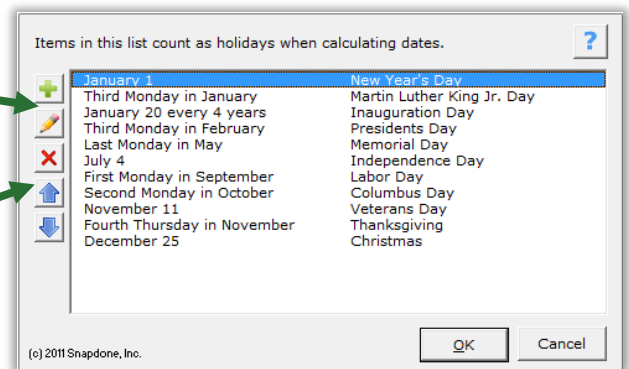 Items in this list count as holidays when calculating dates. ?
January 1 New Year's Day
Third Monday in January Martin Luther King Jr. Day
January 20 every 4 years Inauguration Day
Third Monday in February Presidents Day
Last Monday in May Memorial Day
July 4 Independence Day
First Monday in September Labor Day
Second Monday in October Columbus Day
November 11 Veterans Day
Fourth Thursday in November Thanksgiving
December 25 Christmas
OK Cancel
(c) 2011 Snapdone, Inc.